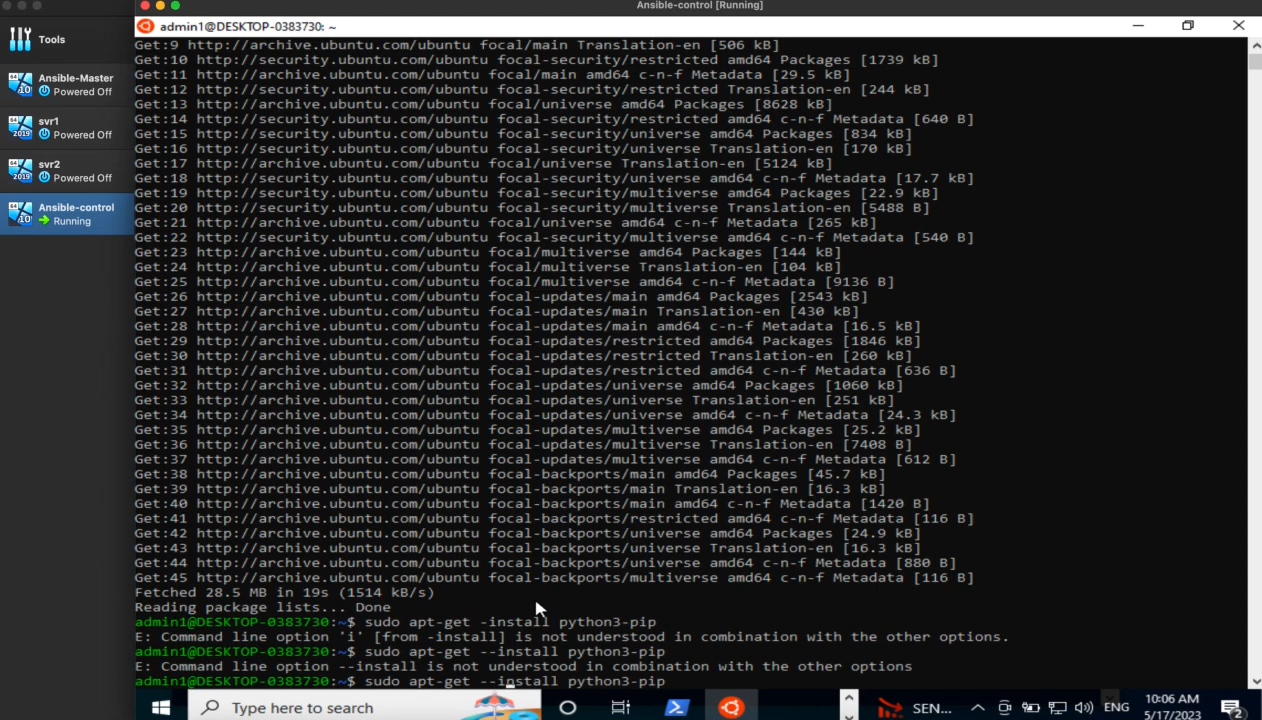 Ansible-control [Running]
Tools
Ansible-Master
Powered Off
svr1
Powered Off
svr2
Powered Off
Ansible-control
Running
admin1@DESKTOP-0383730: ~
Get:9 http://archive.ubuntu.com/ubuntu focal/main Translation-en [506 kB]
Get:10 http://security.ubuntu.com/ubuntu focal-security/restricted amd64 Packages [1739 kB]
Get:11 http://archive.ubuntu.com/ubuntu focal/main amd64 c-n-f Metadata [29.5 kB]
Get:12 http://security.ubuntu.com/ubuntu focal-security/restricted Translation-en [244 kB]
Get:13 http://archive.ubuntu.com/ubuntu focal/universe amd64 Packages [8628 kB]
Get:14 http://security.ubuntu.com/ubuntu focal-security/restricted amd64 c-n-f Metadata [640 B]
Get:15 http://security.ubuntu.com/ubuntu focal-security/universe amd64 Packages [834 kB]
Get:16 http://security.ubuntu.com/ubuntu focal-security/universe Translation-en [170 kB]
Get:17 http://archive.ubuntu.com/ubuntu focal/universe Translation-en [5124 kB]
Get:18 http://security.ubuntu.com/ubuntu focal-security/universe amd64 c-n-f Metadata [17.7 kB]
Get:19 http://security.ubuntu.com/ubuntu focal-security/multiverse amd64 Packages [22.9 kB]
Get:20 http://security.ubuntu.com/ubuntu focal-security/multiverse Translation-en [5488 B]
Get:21 http://archive.ubuntu.com/ubuntu focal/universe amd64 c-n-f Metadata [265 kB]
Get:22 http://security.ubuntu.com/ubuntu focal-security/multiverse amd64 c-n-f Metadata [540 B]
Get:23 http://archive.ubuntu.com/ubuntu focal/multiverse amd64 Packages [144 kB]
Get:24 http://archive.ubuntu.com/ubuntu focal/multiverse Translation-en [104 kB]
Get:25 http://archive.ubuntu.com/ubuntu focal/multiverse amd64 c-n-f Metadata [9136 B]
Get:26 http://archive.ubuntu.com/ubuntu focal-updates/main amd64 Packages [2543 kB]
Get:27 http://archive.ubuntu.com/ubuntu focal-updates/main Translation-en [430 kB]
Get:28 http://archive.ubuntu.com/ubuntu focal-updates/main amd64 c-n-f Metadata [16.5 kB]
Get:29 http://archive.ubuntu.com/ubuntu focal-updates/restricted amd64 Packages [1846 kB]
Get:30 http://archive.ubuntu.com/ubuntu focal-updates/restricted Translation-en [260 kB]
Get:31 http://archive.ubuntu.com/ubuntu focal-updates/restricted amd64 c-n-f Metadata [636 B]
Get:32 http://archive.ubuntu.com/ubuntu focal-updates/universe amd64 Packages [1060 kB]
Get:33 http://archive.ubuntu.com/ubuntu focal-updates/universe Translation-en [251 kB]
Get:34 http://archive.ubuntu.com/ubuntu focal-updates/universe amd64 c-n-f Metadata [24.3 kB]
Get:35 http://archive.ubuntu.com/ubuntu focal-updates/multiverse amd64 Packages [25.2 kB]
Get:36 http://archive.ubuntu.com/ubuntu focal-updates/multiverse Translation-en [7408 B]
Get:37 http://archive.ubuntu.com/ubuntu focal-updates/multiverse amd64 c-n-f Metadata [612 B]
Get:38 http://archive.ubuntu.com/ubuntu focal-backports/main amd64 Packages [45.7 kB]
Get:39 http://archive.ubuntu.com/ubuntu focal-backports/main Translation-en [16.3 kB]
Get:40 http://archive.ubuntu.com/ubuntu focal-backports/main amd64 c-n-f Metadata [1420 B]
Get:41 http://archive.ubuntu.com/ubuntu focal-backports/restricted amd64 c-n-f Metadata [116 B]
Get:42 http://archive.ubuntu.com/ubuntu focal-backports/universe amd64 Packages [24.9 kB]
Get:43 http://archive.ubuntu.com/ubuntu focal-backports/universe Translation-en [16.3 kB]
Get:44 http://archive.ubuntu.com/ubuntu focal-backports/universe amd64 c-n-f Metadata [880 B]
Get:45 http://archive.ubuntu.com/ubuntu focal-backports/multiverse amd64 c-n-f Metadata [116 B]
Fetched 28.5 MB in 19s (1514 kB/s)
Reading package lists... Done
admin1@DESKTOP-0383730:~$ sudo apt-get -install python3-pip
E: Command line option 'i' [from -install] is not understood in combination with the other options.
admin1@DESKTOP-0383730:~$ sudo apt-get --install python3-pip
E: Command line option --install is not understood in combination with the other options
admin1@DESKTOP-0383730:~$ sudo apt-get --install python3-pip
Type here to search
SEN...
ENG
10:06 AM
5/17/2023
2